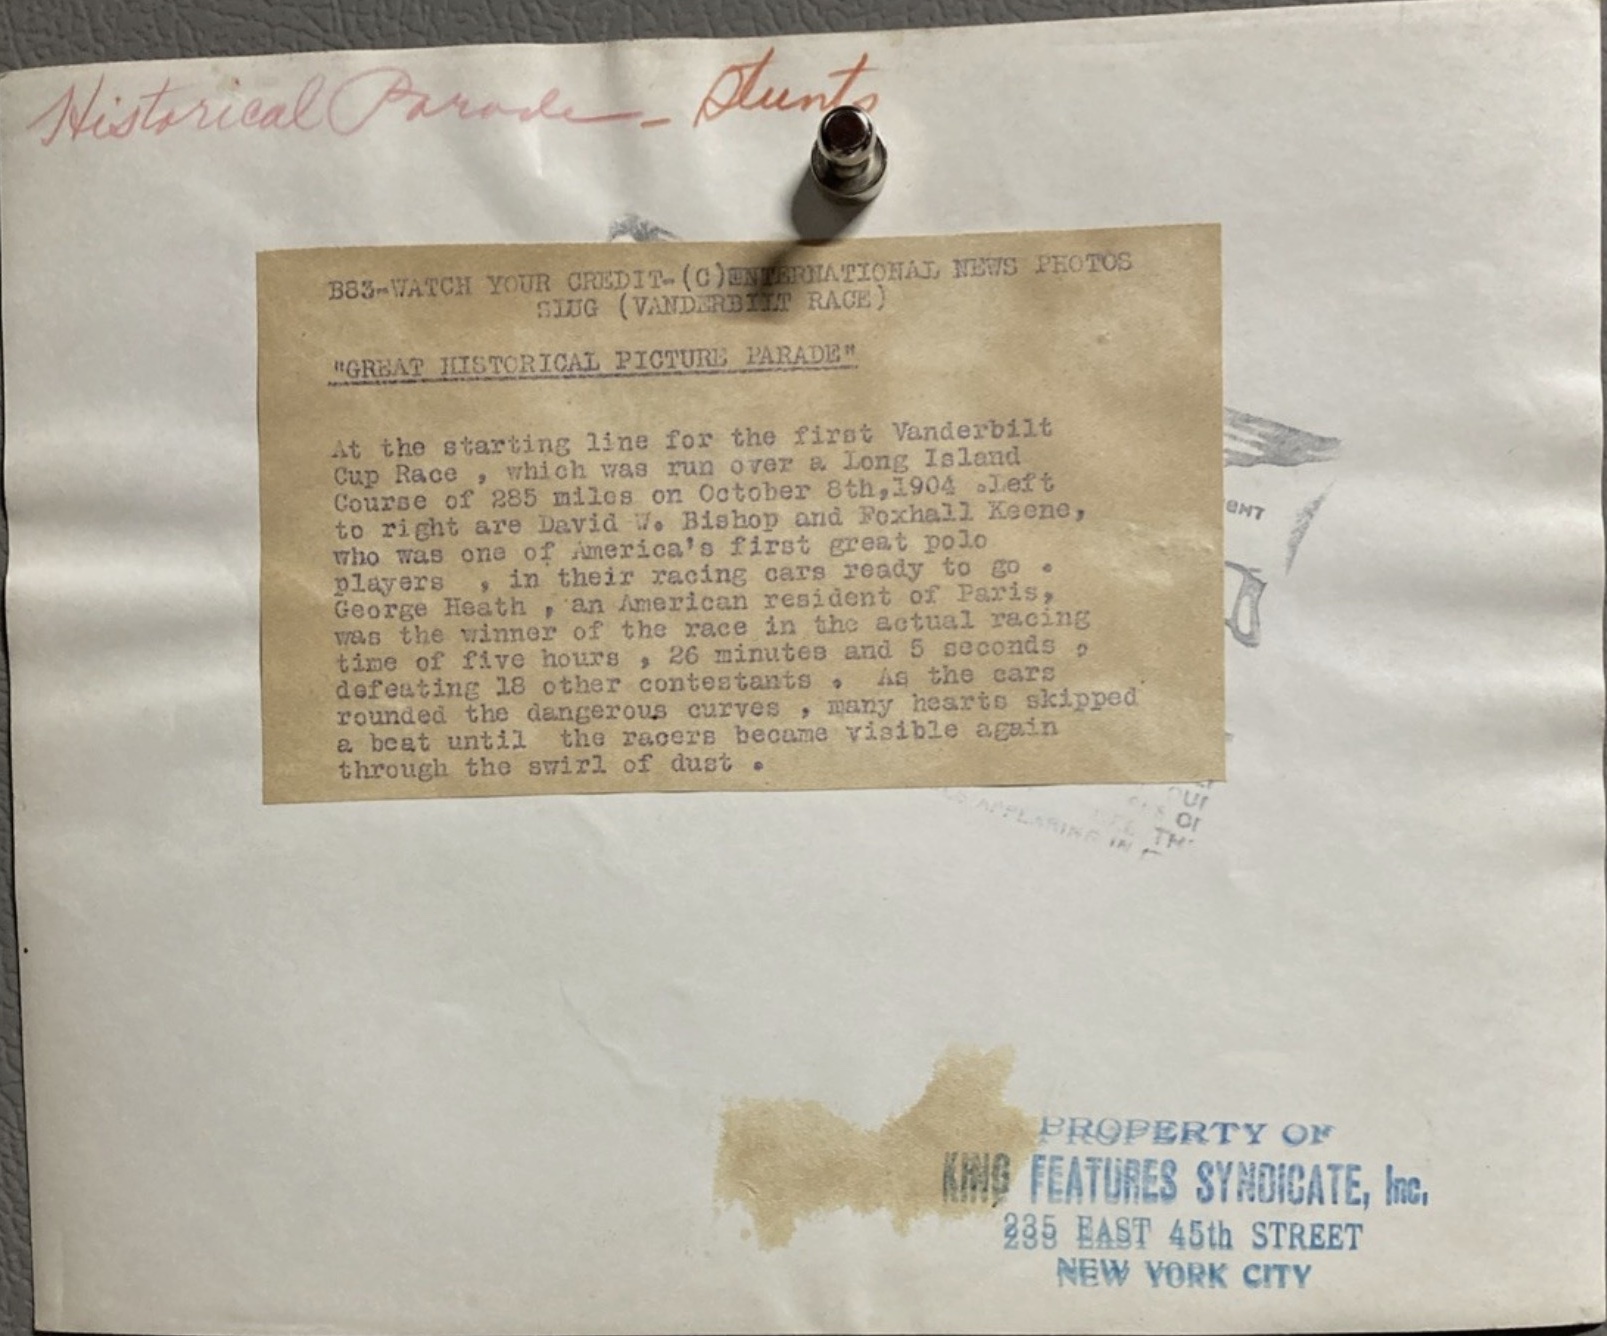 Historical Parade - Stunts
B83-WATCH YOUR CREDIT-(C)INTERNATIONAL NEWS PHOTOS
SLUG (VANDERBILT RACE)
"GREAT HISTORICAL PICTURE PARADE"
At the starting line for the first Vanderbilt
Cup Race , which was run over a Long Island
Course of 285 miles on October 8th,1904 .Left
to right are David W. Bishop and Foxhall Keene,
who was one of America's first great polo
players , in their racing cars ready to go .
George Heath , an American resident of Paris,
was the winner of the race in the actual racing
time of five hours , 26 minutes and 5 seconds ,
defeating 18 other contestants . As the cars
rounded the dangerous curves , many hearts skipped
a beat until the racers became visible again
through the swirl of dust .
APPEARING IN
PROPERTY OF
KING FEATURES SYNDICATE, Inc.
235 EAST 45th STREET
NEW YORK CITY